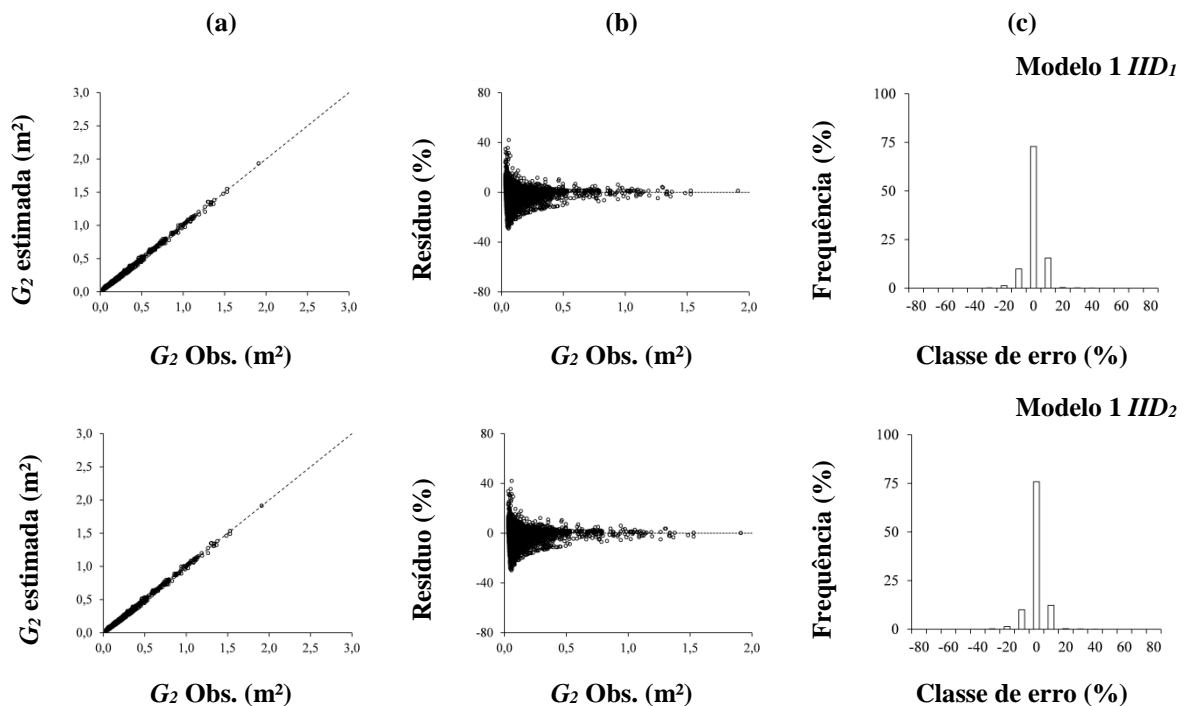 (a)
(b)
(c)
Modelo 1 IID₁
G₂ estimada (m²)
3,0
2,5
2,0
1,5
1,0
0,5
0,0
0,0 0,5 1,0 1,5 2,0 2,5 3,0
G₂ Obs. (m²)
Resíduo (%)
80
40
0
-40
-80
0,0 0,5 1,0 1,5 2,0
G₂ Obs. (m²)
Frequência (%)
100
75
50
25
0
-80 -60 -40 -20 0 20 40 60 80
Classe de erro (%)
Modelo 1 IID₂
G₂ estimada (m²)
3,0
2,5
2,0
1,5
1,0
0,5
0,0
0,0 0,5 1,0 1,5 2,0 2,5 3,0
G₂ Obs. (m²)
Resíduo (%)
80
40
0
-40
-80
0,0 0,5 1,0 1,5 2,0
G₂ Obs. (m²)
Frequência (%)
100
75
50
25
0
-80 -60 -40 -20 0 20 40 60 80
Classe de erro (%)